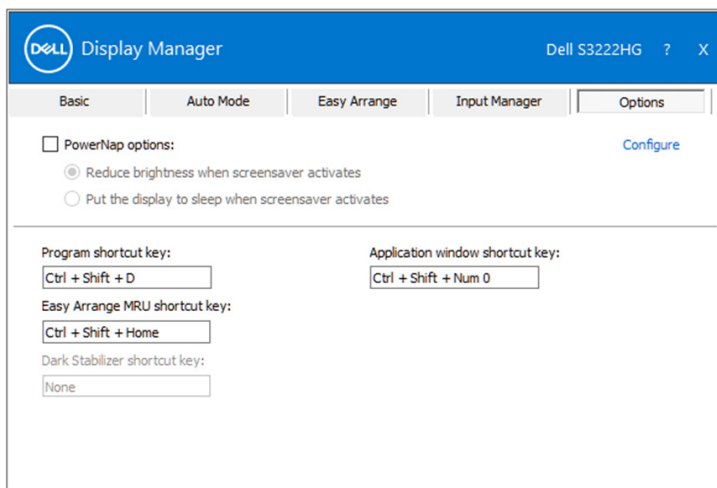 DELL Display Manager Dell S3222HG ? X
Basic Auto Mode Easy Arrange Input Manager Options
PowerNap options: Configure
Reduce brightness when screensaver activates
Put the display to sleep when screensaver activates
Program shortcut key: Application window shortcut key:
Ctrl + Shift + D Ctrl + Shift + Num 0
Easy Arrange MRU shortcut key:
Ctrl + Shift + Home
Dark Stabilizer shortcut key:
None